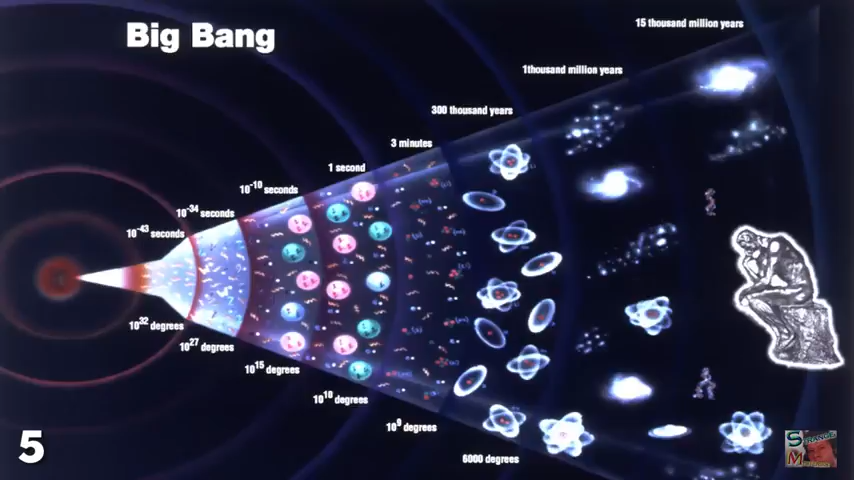 Big Bang
15 thousand million years
1thousand million years
300 thousand years
3 minutes
1 second
10-10 seconds
10-34 seconds
10-43 seconds
1032 degrees
1027 degrees
1015 degrees
1010 degrees
109 degrees
6000 degrees
5
STRANGE